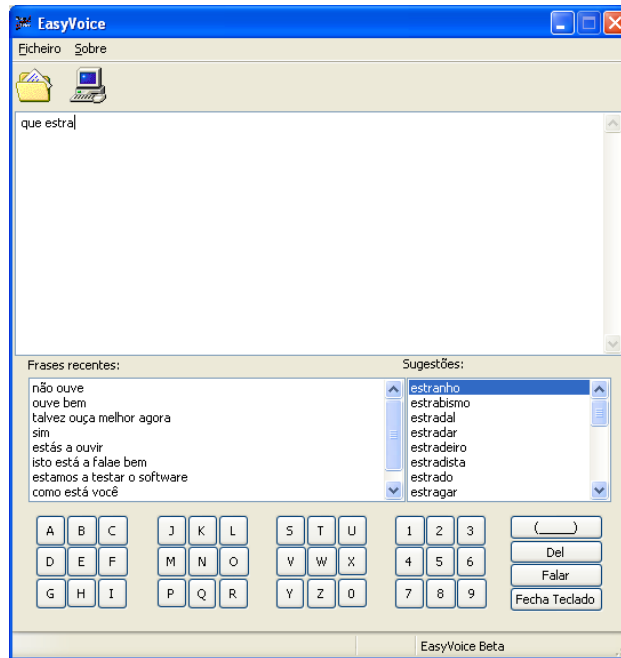 EasyVoice
Ficheiro Sobre
que estra
Frases recentes:
não ouve
ouve bem
talvez ouça melhor agora
sim
estás a ouvir
isto está a falae bem
estamos a testar o software
como está você
Sugestões:
estranho
estrabismo
estradal
estradar
estradeiro
estradista
estrado
estragar
A B C J K L S T U 1 2 3 (___)
D E F M N O V W X 4 5 6 Del
Falar
G H I P Q R Y Z 0 7 8 9 Fecha Teclado
EasyVoice Beta